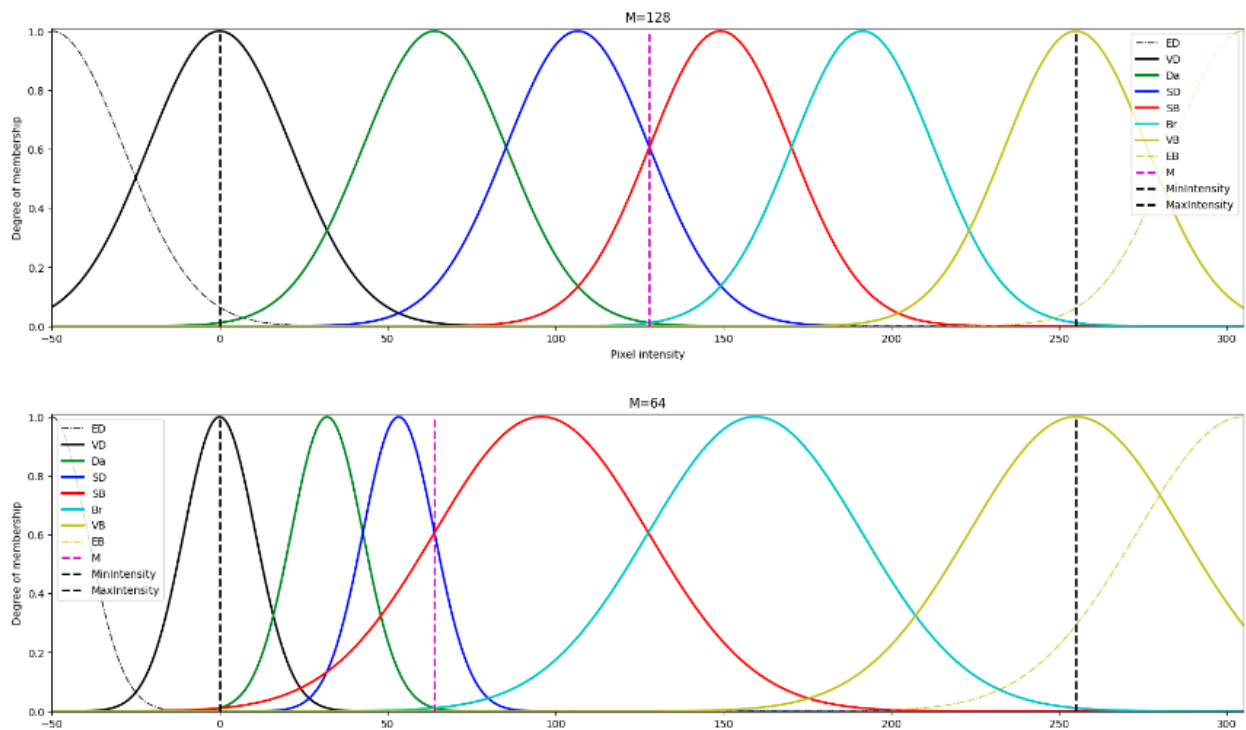 M=128
Degree of membership
1.0
0.8
0.6
0.4
0.2
0.0
−50
0
50
100
150
200
250
300
Pixel intensity
ED
VD
Da
SD
SB
Br
VB
EB
M
MinIntensity
MaxIntensity
M=64
Degree of membership
1.0
0.8
0.6
0.4
0.2
0.0
−50
0
50
100
150
200
250
300
ED
VD
Da
SD
SB
Br
VB
EB
M
MinIntensity
MaxIntensity